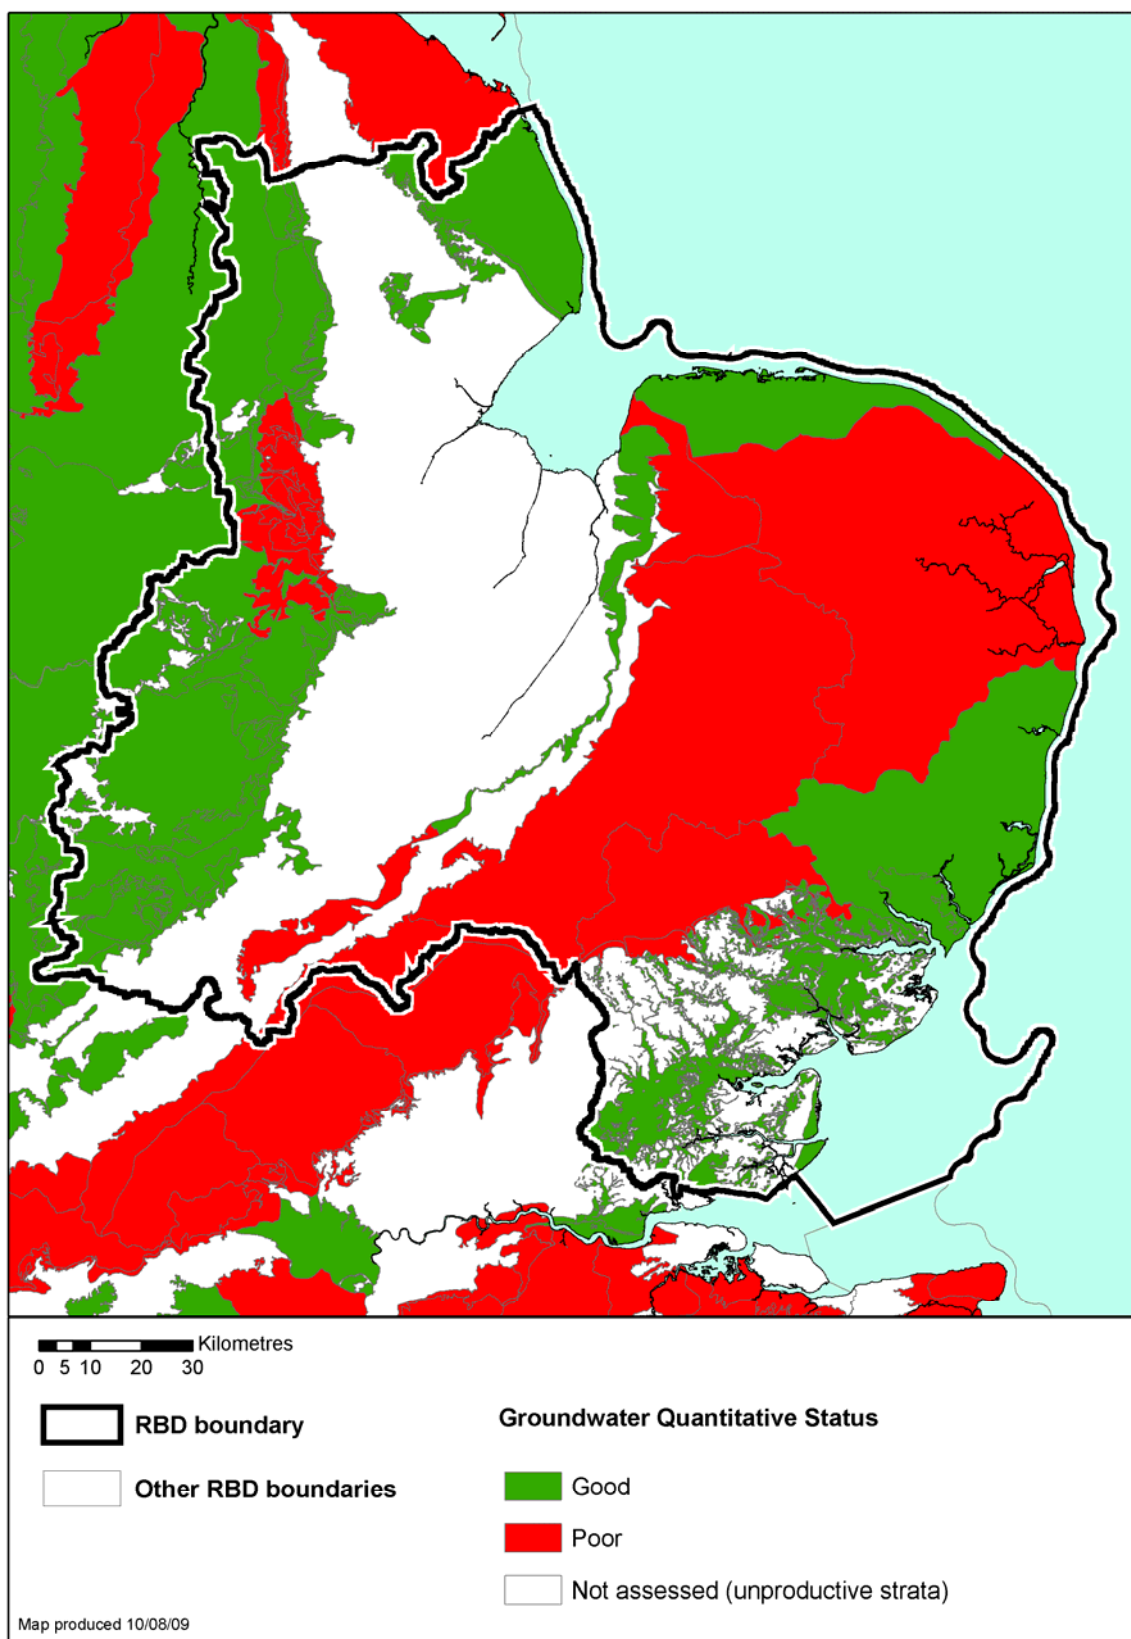 Kilometres
0 5 10 20 30
RBD boundary
Other RBD boundaries
Groundwater Quantitative Status
Good
Poor
Not assessed (unproductive strata)
Map produced 10/08/09